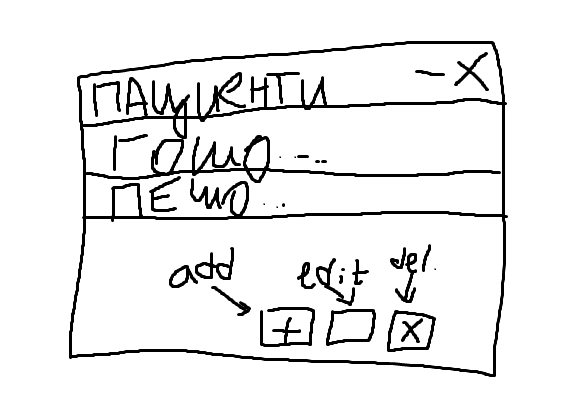 ПАЦИЕНТИ - X
ГОШО...
ПЕШО...
add edit del.
+ X